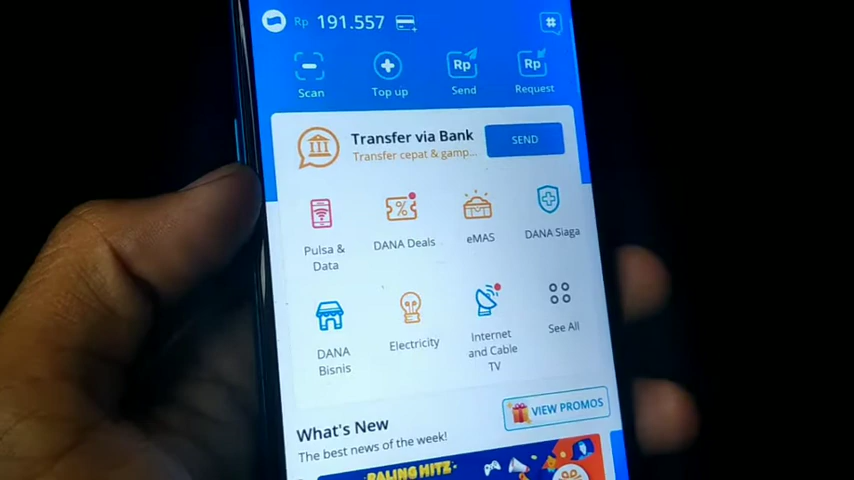 Rp 191.557
#
Scan
Rp
Top up
Rp
Send
Request
Transfer via Bank
Transfer cepat & gamp...
SEND
Pulsa &
Data
DANA Deals
eMAS
DANA Siaga
DANA
Bisnis
Electricity
Internet
and Cable
TV
See All
What's New
The best news of the week!
VIEW PROMOS
PALING HITZ